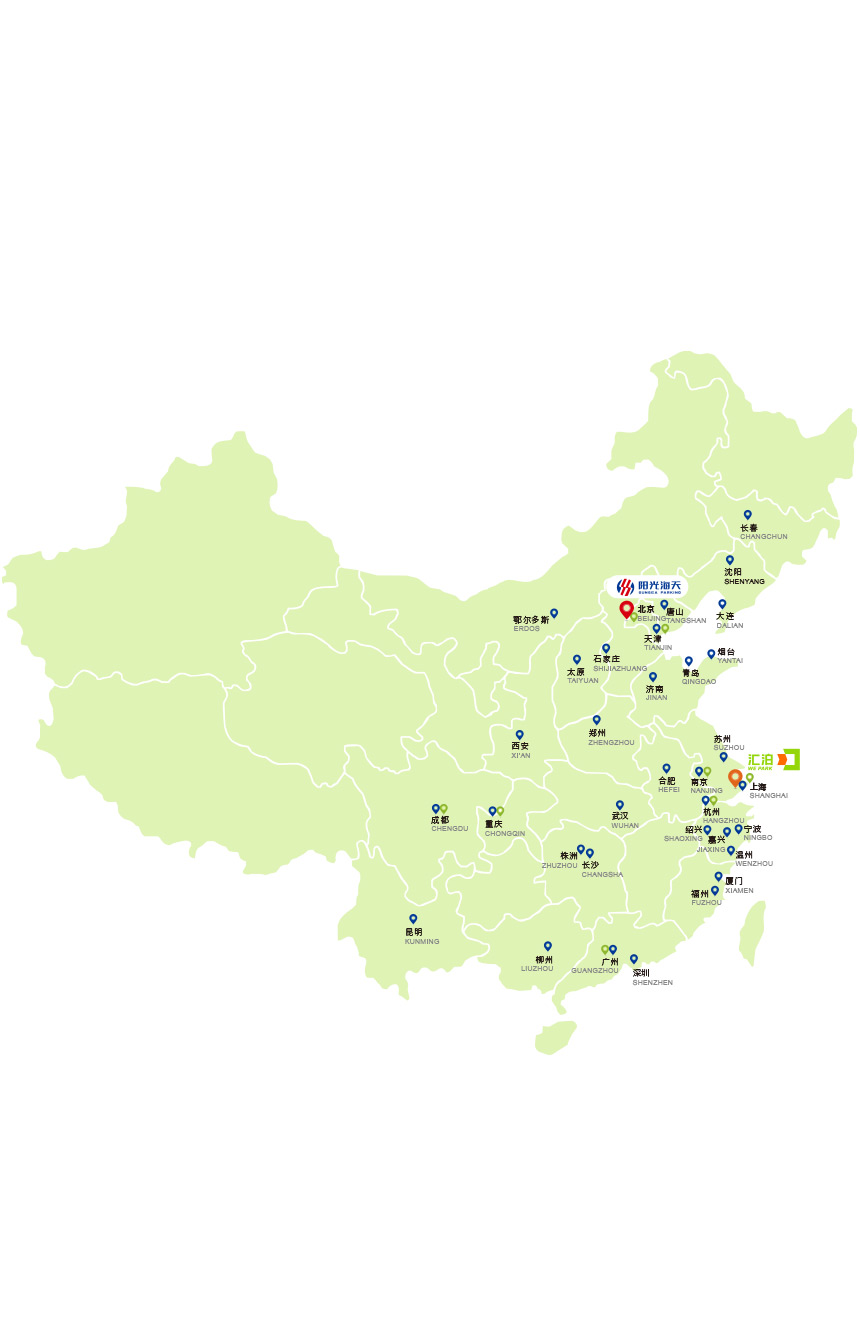 长春
CHANGCHUN
沈阳
SHENYANG
阳光海天
SUNSEA PARKING
北京
BEIJING
唐山
TANGSHAN
大连
DALIAN
鄂尔多斯
ERDOS
天津
TIANJIN
烟台
YANTAI
石家庄
SHIJIAZHUANG
太原
TAIYUAN
青岛
QINGDAO
济南
JINAN
郑州
ZHENGZHOU
西安
XI'AN
苏州
SUZHOU
汇泊
WE PARK
合肥
HEFEI
南京
NANJING
上海
SHANGHAI
杭州
HANGZHOU
武汉
WUHAN
成都
CHENGDU
重庆
CHONGQIN
绍兴
SHAOXING
嘉兴
JIAXING
宁波
NINGBO
温州
WENZHOU
株洲
ZHUZHOU
长沙
CHANGSHA
厦门
XIAMEN
福州
FUZHOU
昆明
KUNMING
柳州
LIUZHOU
广州
GUANGZHOU
深圳
SHENZHEN